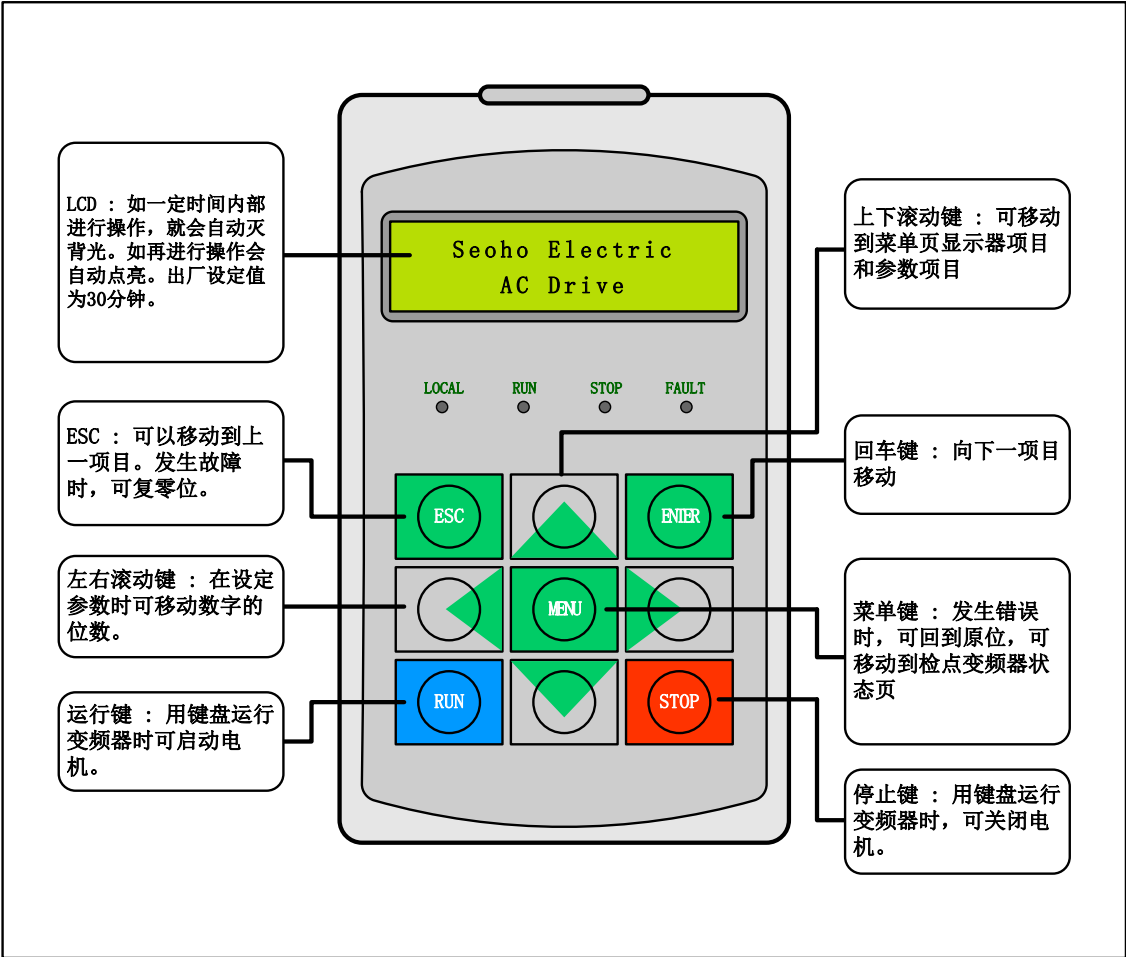 LCD : 如一定时间内部
进行操作，就会自动灭
背光。如再进行操作会
自动点亮。出厂设定值
为30分钟。
ESC : 可以移动到上
一项目。发生故障
时，可复零位。
左右滚动键 : 在设定
参数时可移动数字的
位数。
运行键 : 用键盘运行
变频器时可启动电
机。
Seoho Electric
AC Drive
LOCAL RUN STOP FAULT
ESC ENTER
MENU
RUN STOP
上下滚动键 : 可移动
到菜单页显示器项目
和参数项目
回车键 : 向下一项目
移动
菜单键 : 发生错误
时，可回到原位，可
移动到检点变频器状
态页
停止键 : 用键盘运行
变频器时，可关闭电
机。